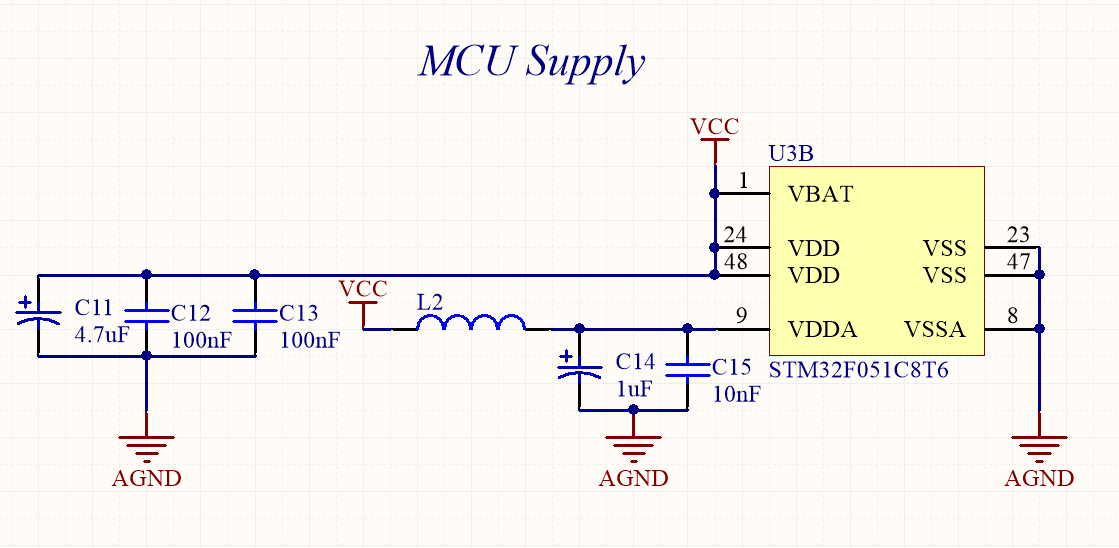 MCU Supply
VCC
U3B
1 VBAT
24 VDD VSS 23
48 VDD VSS 47
VCC
L2
C11
4.7uF
C12
100nF
C13
100nF
9 VDDA VSSA 8
C14
1uF
C15
10nF
STM32F051C8T6
AGND
AGND
AGND